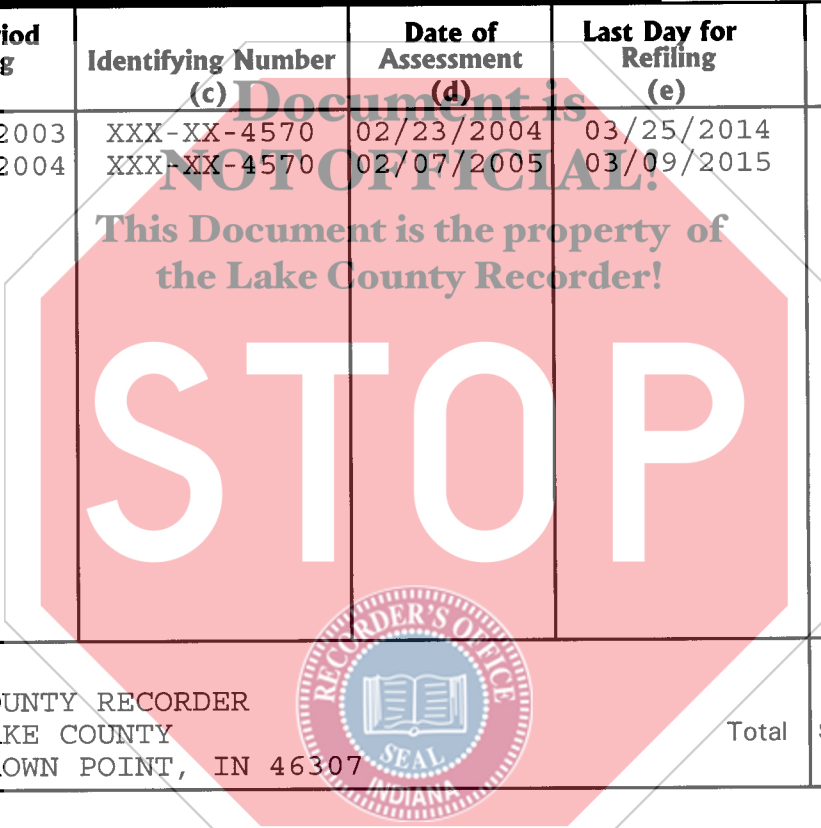 riod Identifying Number Date of Last Day for
g (c) Assessment Refiling
(d) (e)
2003 XXX-XX-4570 02/23/2004 03/25/2014
2004 XXX-XX-4570 02/07/2005 03/09/2015
Document is
NOT OFFICIAL!
This Document is the property of
the Lake County Recorder!
STOP
RECORDER'S OFFICE
SEAL
INDIANA
OUNTY RECORDER
AKE COUNTY Total
OWN POINT, IN 46307